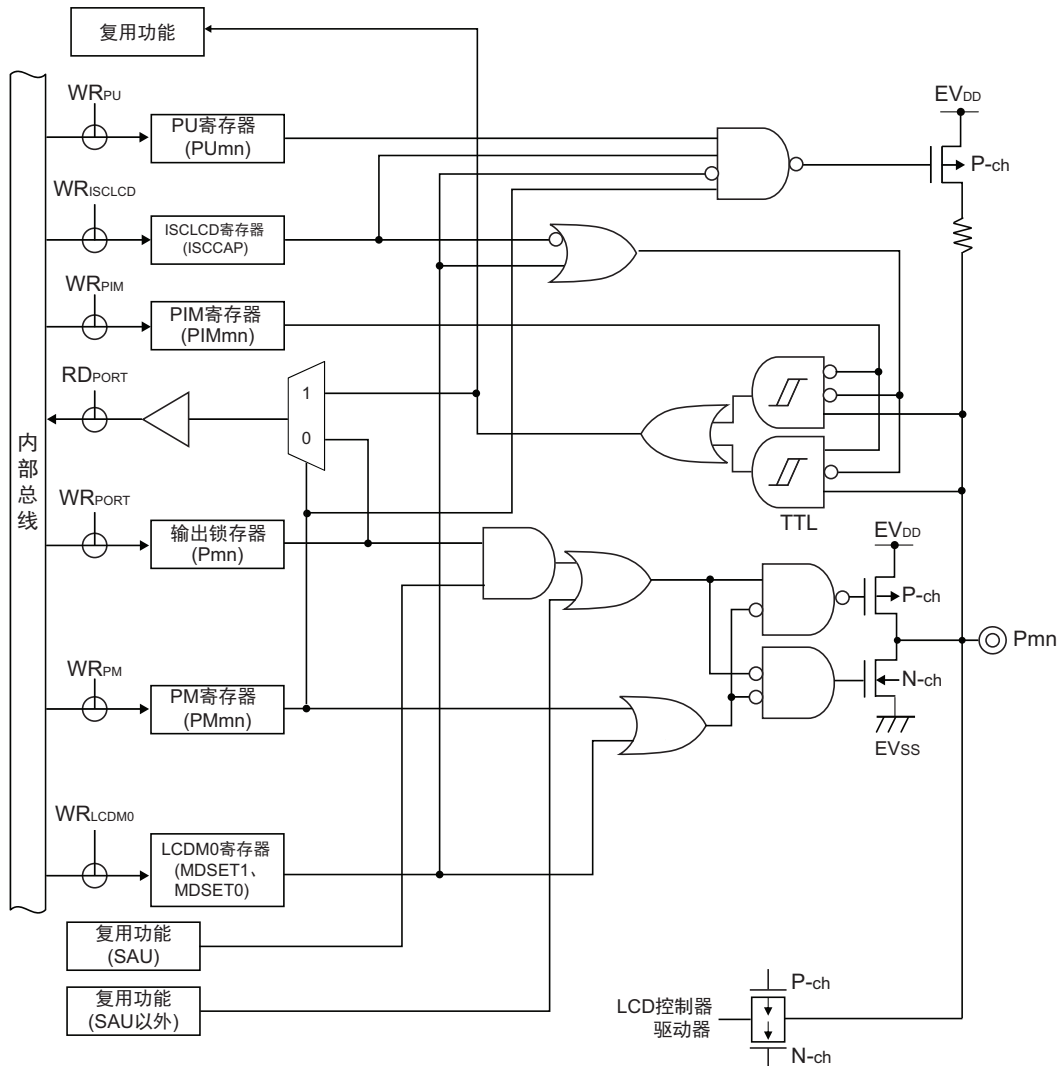 复用功能
WRPU
PU寄存器
(PUmn)
EVDD
P-ch
WRISCLCD
ISCLCD寄存器
(ISCCAP)
WRPIM
PIM寄存器
(PIMmn)
RDPORT
1
0
内部总线
WRPORT
输出锁存器
(Pmn)
TTL
EVDD
P-ch
Pmn
WRPM
PM寄存器
(PMmn)
N-ch
EVSS
WRLCDM0
LCDM0寄存器
(MDSET1、
MDSET0)
复用功能
(SAU)
复用功能
(SAU以外)
P-ch
LCD控制器
驱动器
N-ch